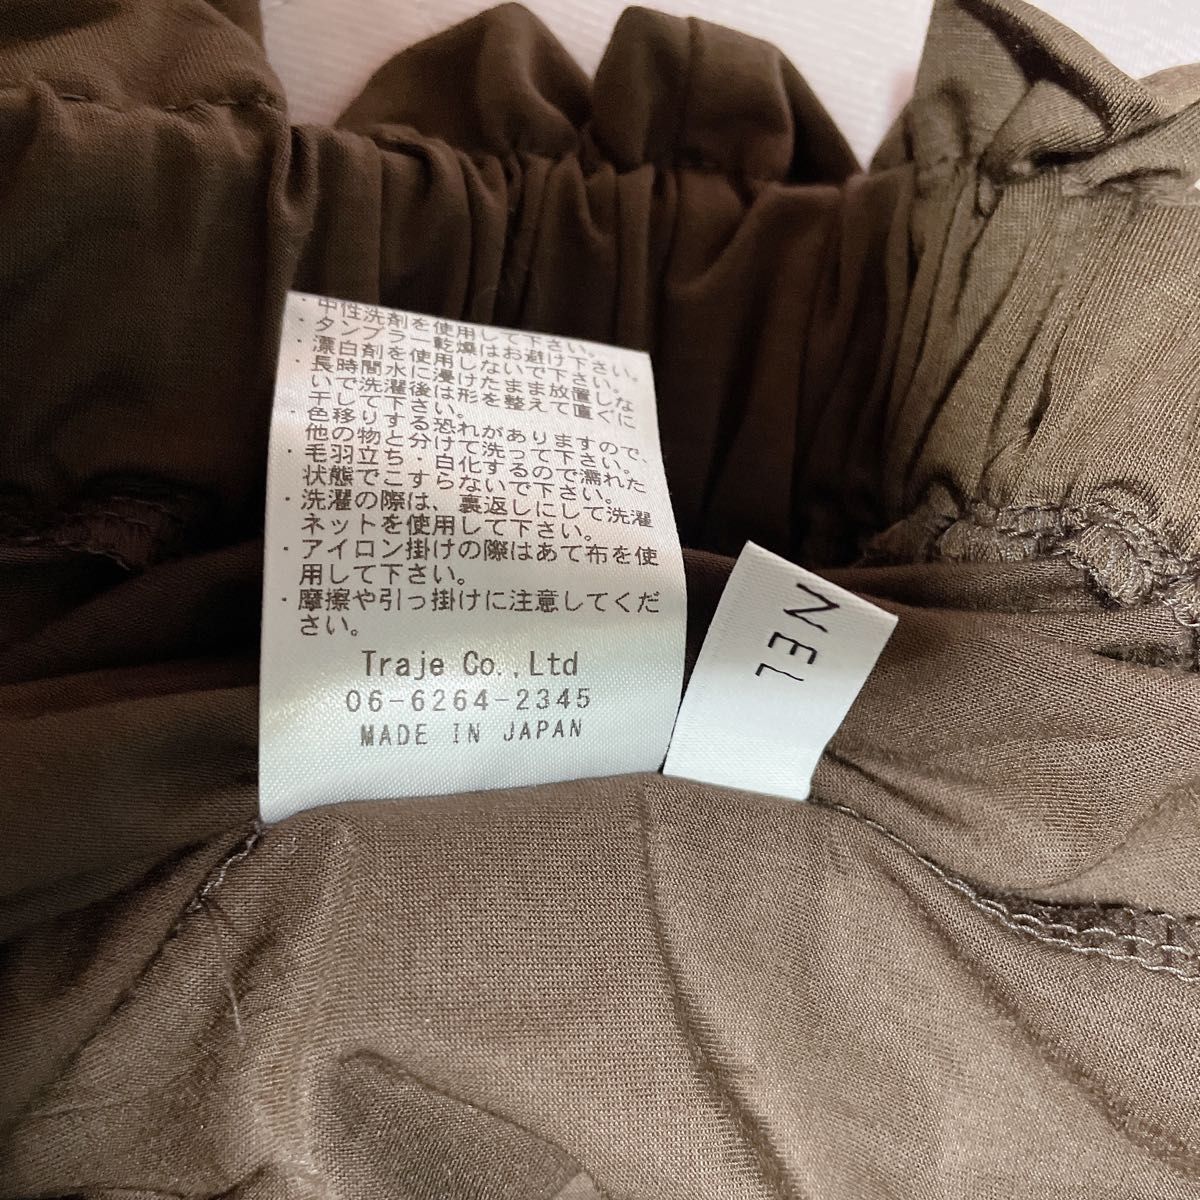 ・中性洗剤を使用して下さい。
・タンブラー乾燥はお避け下さい。
・漂白剤を使用しないで下さい。
・長時間水に浸けたまま放置しな
いで洗濯後は形を整えて直ぐに
干して下さい。
・色移りする恐れがありますので、
他の物と分けて洗って下さい。
・毛羽立ち・白化するので濡れた
状態でこすらないで下さい。
・洗濯の際は、裏返しにして洗濯
ネットを使用して下さい。
・アイロン掛けの際はあて布を使
用して下さい。
・摩擦や引っ掛けに注意してくだ
さい。
Traje Co.,Ltd
06-6264-2345
MADE IN JAPAN
NEL